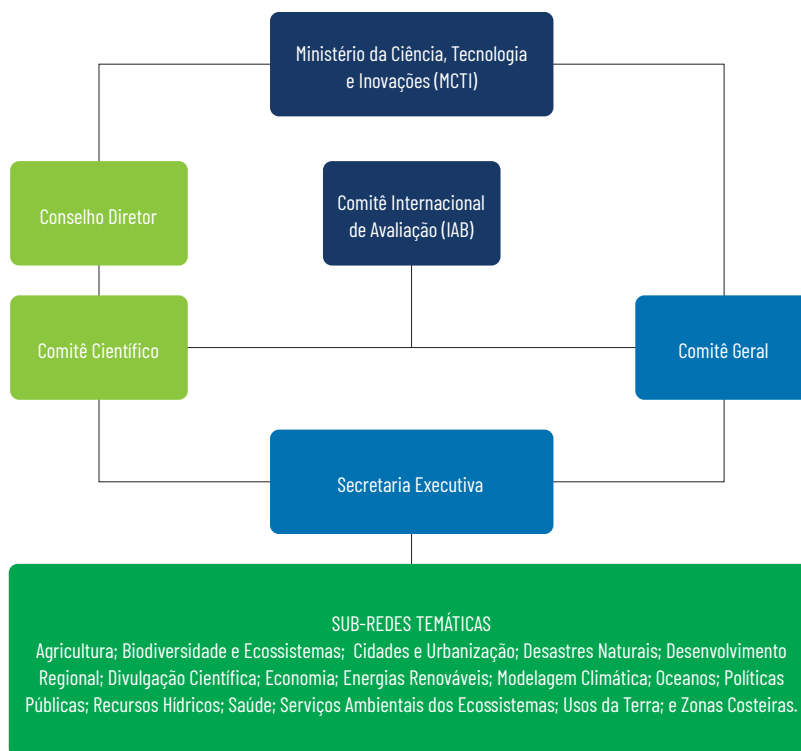 Ministério da Ciência, Tecnologia
e Inovações (MCTI)
Conselho Diretor
Comitê Internacional
de Avaliação (IAB)
Comitê Científico
Comitê Geral
Secretaria Executiva
SUB-REDES TEMÁTICAS
Agricultura; Biodiversidade e Ecossistemas; Cidades e Urbanização; Desastres Naturais; Desenvolvimento
Regional; Divulgação Científica; Economia; Energias Renováveis; Modelagem Climática; Oceanos; Políticas
Públicas; Recursos Hídricos; Saúde; Serviços Ambientais dos Ecossistemas; Usos da Terra; e Zonas Costeiras.